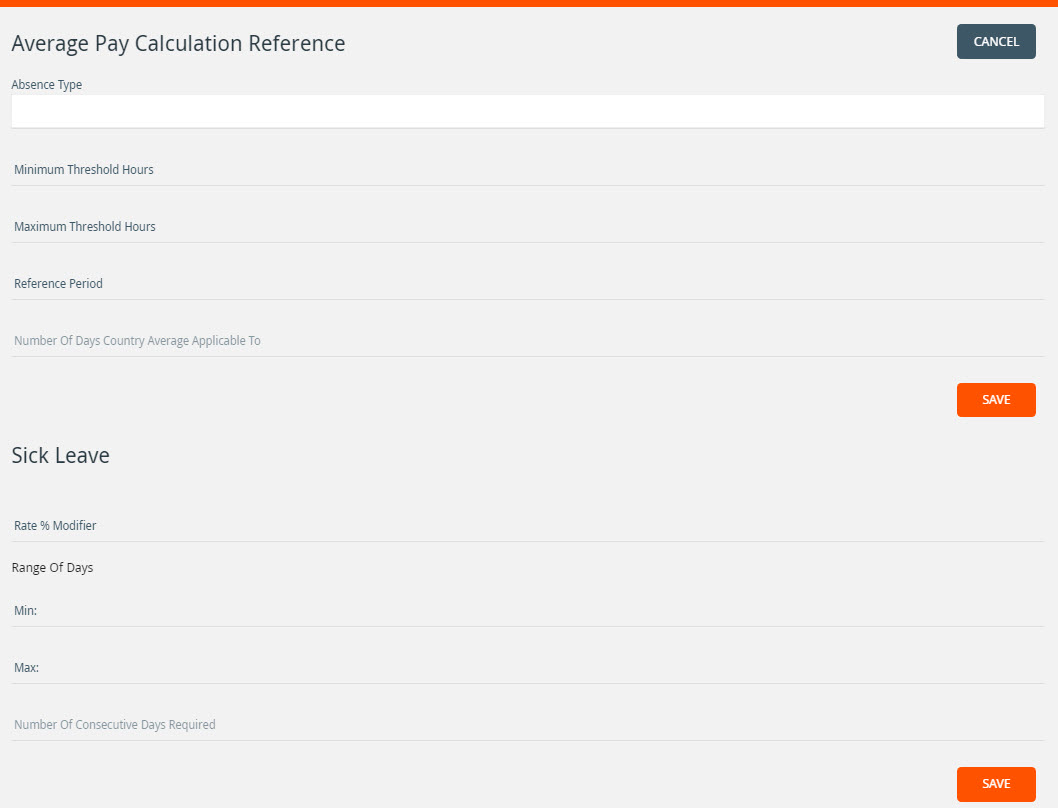 Average Pay Calculation Reference
CANCEL
Absence Type
Minimum Threshold Hours
Maximum Threshold Hours
Reference Period
Number Of Days Country Average Applicable To
SAVE
Sick Leave
Rate % Modifier
Range Of Days
Min:
Max:
Number Of Consecutive Days Required
SAVE